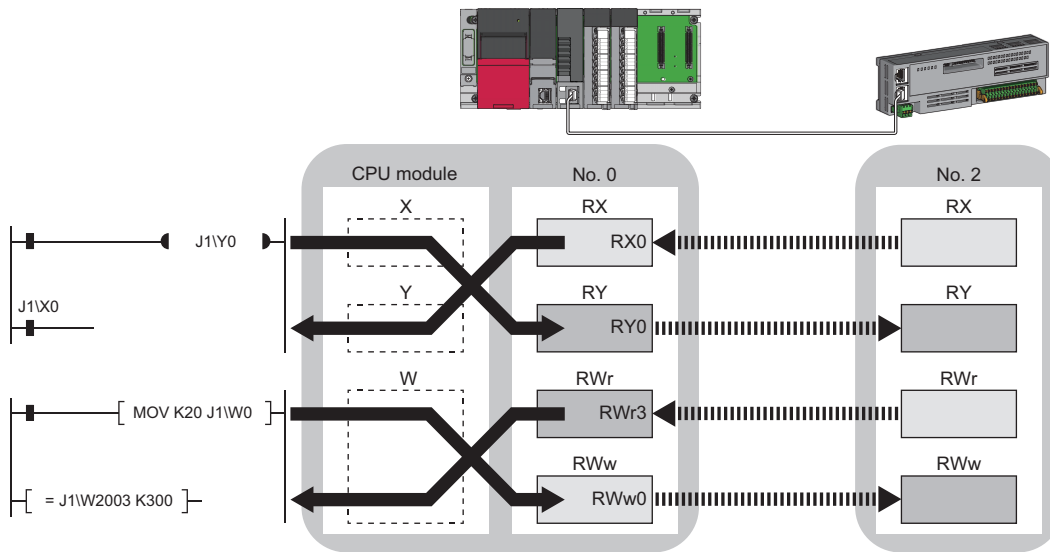 CPU module
No. 0
No. 2
X
RX
RX
J1\Y0
RX0
J1\X0
Y
RY
RY
RY0
W
RWr
RWr
MOV K20 J1\W0
RWr3
RWw
RWw
= J1\W2003 K300
RWw0